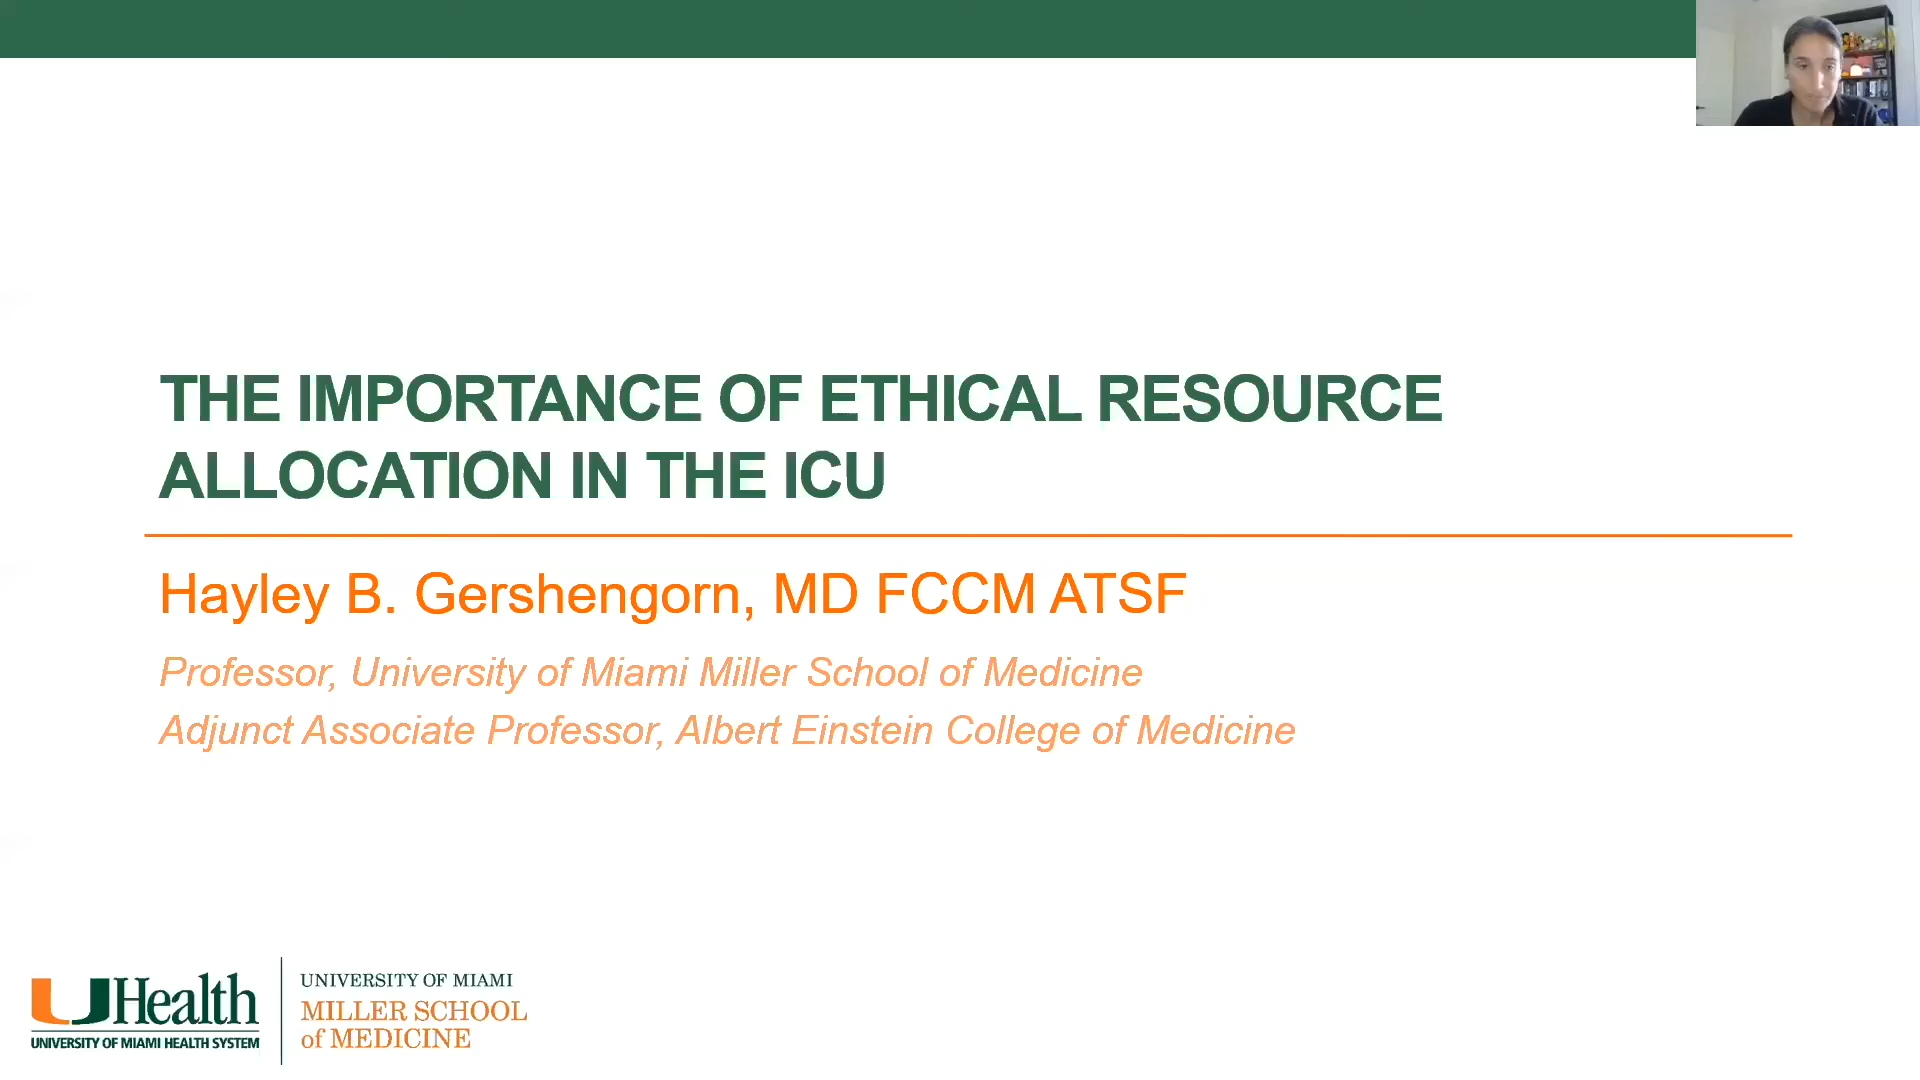 THE IMPORTANCE OF ETHICAL RESOURCE
ALLOCATION IN THE ICU
Hayley B. Gershengorn, MD FCCM ATSF
Professor, University of Miami Miller School of Medicine
Adjunct Associate Professor, Albert Einstein College of Medicine
UHealth
UNIVERSITY OF MIAMI HEALTH SYSTEM
UNIVERSITY OF MIAMI
MILLER SCHOOL
of MEDICINE